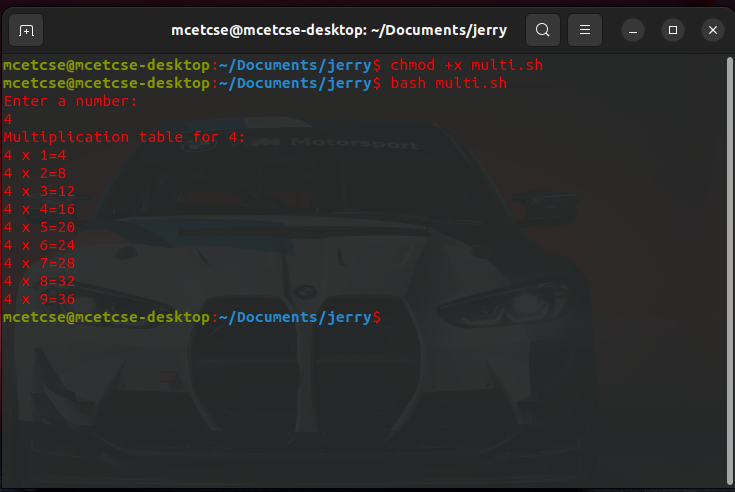 mcetcse@mcetcse-desktop: ~/Documents/jerry
mcetcse@mcetcse-desktop:~/Documents/jerry$ chmod +x multi.sh
mcetcse@mcetcse-desktop:~/Documents/jerry$ bash multi.sh
Enter a number:
4
Multiplication table for 4:
4 x 1=4
4 x 2=8
4 x 3=12
4 x 4=16
4 x 5=20
4 x 6=24
4 x 7=28
4 x 8=32
4 x 9=36
mcetcse@mcetcse-desktop:~/Documents/jerry$
M Motorsport